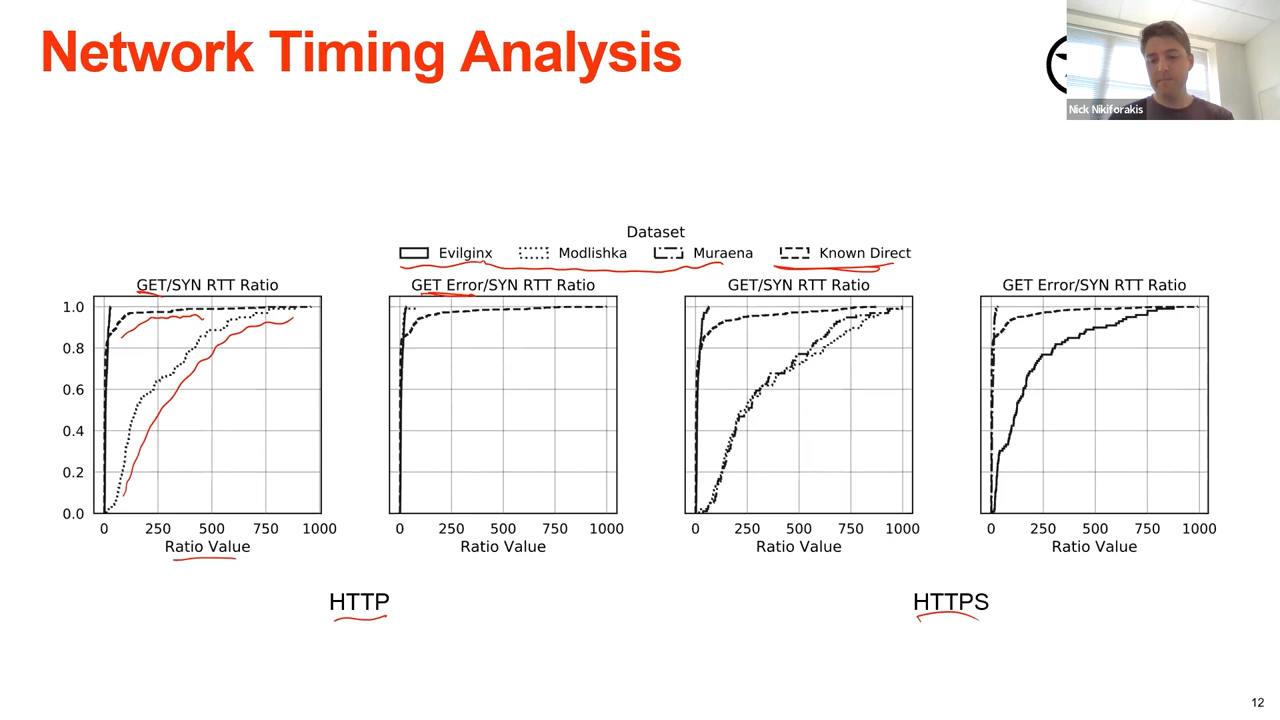 Network Timing Analysis
Nick Nikiforakis
Dataset
Evilginx Modlishka Muraena Known Direct
GET/SYN RTT Ratio GET Error/SYN RTT Ratio GET/SYN RTT Ratio GET Error/SYN RTT Ratio
1.0
0.8
0.6
0.4
0.2
0.0
0 250 500 750 1000 0 250 500 750 1000 0 250 500 750 1000 0 250 500 750 1000
Ratio Value Ratio Value Ratio Value Ratio Value
HTTP HTTPS
12